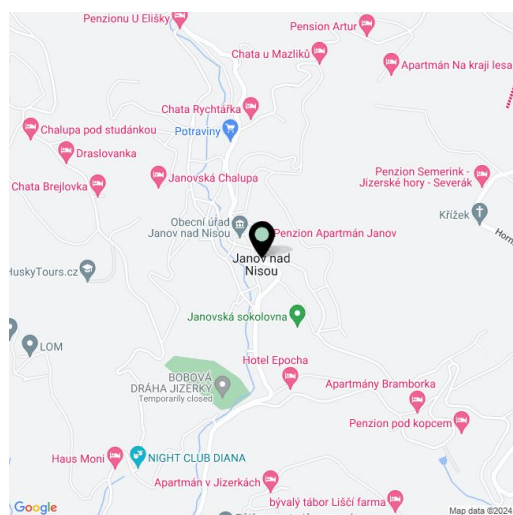 Penzionu U Elišky
Pension Artur
Chata u Mazliků
Apartmán Na kraji lesa
Chata Rychtářka
Potraviny
Chalupa pod studánkou
Draslovanka
Chata Brejlovka
Janovská Chalupa
Penzion Semerink -
Jizerské hory - Severák
Křížek
Obecní úřad
Janov nad Nisou
Penzion Apartmán Janov
Janov nad
Nisou
HuskyTours.cz
Janovská sokolovna
LOM
Hotel Epocha
BOBOVÁ
DRÁHA JIZERKY
Temporarily closed
Apartmány Bramborka
Penzion pod kopcem
Haus Moni
NIGHT CLUB DIANA
Apartmán v Jizerkách
bývalý tábor Liščí farma
Google
Map data ©2024